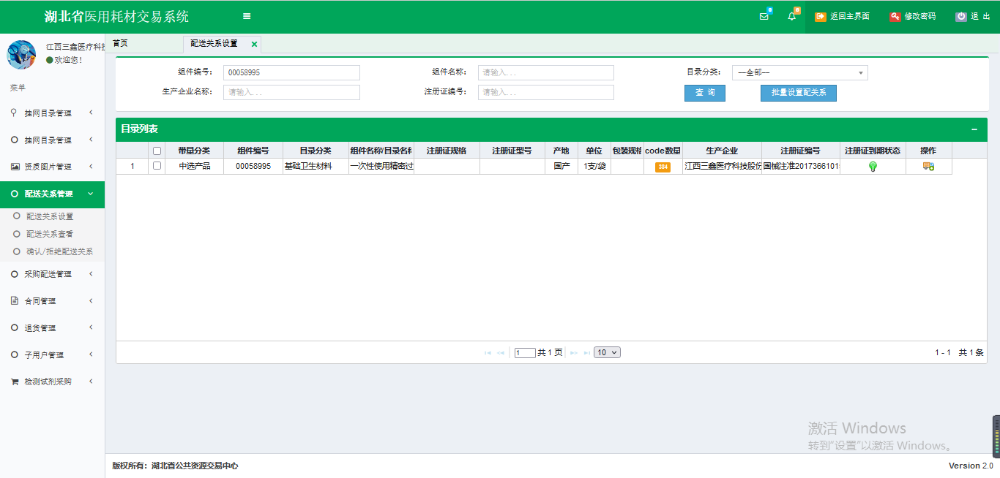 湖北省医用耗材交易系统
0
0
返回主界面
修改密码
退 出
江西三鑫医疗科技
欢迎您！
菜单
挂网目录管理
挂网目录管理
资质图片管理
配送关系管理
配送关系设置
配送关系查看
确认/拒绝配送关系
采购配送管理
合同管理
退货管理
子用户管理
检测试剂采购
首页
配送关系设置 ×
组件编号： 00058995 组件名称： 请输入... 目录分类： —全部—
生产企业名称： 请输入... 注册证编号： 请输入... 查 询 批量设置配关系
目录列表
带量分类 组件编号 目录分类 组件名称/目录名称 注册证规格 注册证型号 产地 单位 包装规格 code数量 生产企业 注册证编号 注册证到期状态 操作
1 中选产品 00058995 基础卫生材料 一次性使用精密过 国产 1支/袋 384 江西三鑫医疗科技股份 国械注准2017366101
1 共 1 页 10 1 - 1 共 1 条
激活 Windows
转到"设置"以激活 Windows。
版权所有：湖北省公共资源交易中心 Version 2.0